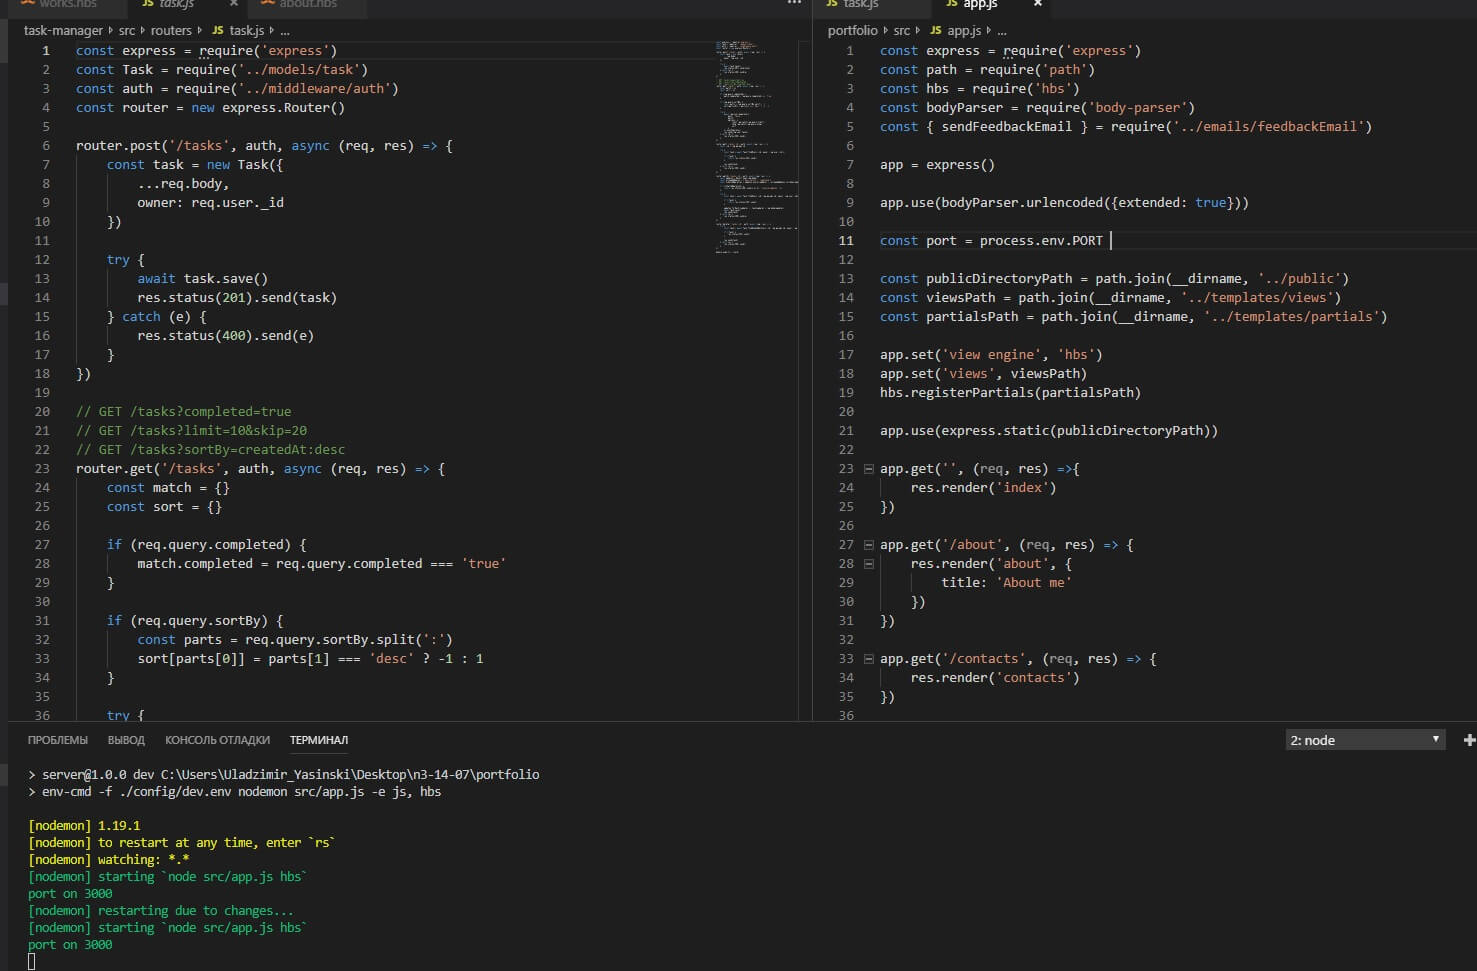 works.hbs
JS task.js ×
about.hbs
...
task-manager › src › routers › JS task.js › ...
1 const express = require('express')
2 const Task = require('../models/task')
3 const auth = require('../middleware/auth')
4 const router = new express.Router()
5
6 router.post('/tasks', auth, async (req, res) => {
7     const task = new Task({
8         ...req.body,
9         owner: req.user._id
10     })
11
12     try {
13         await task.save()
14         res.status(201).send(task)
15     } catch (e) {
16         res.status(400).send(e)
17     }
18 })
19
20 // GET /tasks?completed=true
21 // GET /tasks?limit=10&skip=20
22 // GET /tasks?sortBy=createdAt:desc
23 router.get('/tasks', auth, async (req, res) => {
24     const match = {}
25     const sort = {}
26
27     if (req.query.completed) {
28         match.completed = req.query.completed === 'true'
29     }
30
31     if (req.query.sortBy) {
32         const parts = req.query.sortBy.split(':')
33         sort[parts[0]] = parts[1] === 'desc' ? -1 : 1
34     }
35
36     try {
JS task.js
JS app.js ×
portfolio › src › JS app.js › ...
1 const express = require('express')
2 const path = require('path')
3 const hbs = require('hbs')
4 const bodyParser = require('body-parser')
5 const { sendFeedbackEmail } = require('../emails/feedbackEmail')
6
7 app = express()
8
9 app.use(bodyParser.urlencoded({extended: true}))
10
11 const port = process.env.PORT
12
13 const publicDirectoryPath = path.join(__dirname, '../public')
14 const viewsPath = path.join(__dirname, '../templates/views')
15 const partialsPath = path.join(__dirname, '../templates/partials')
16
17 app.set('view engine', 'hbs')
18 app.set('views', viewsPath)
19 hbs.registerPartials(partialsPath)
20
21 app.use(express.static(publicDirectoryPath))
22
23 app.get('', (req, res) =>{
24     res.render('index')
25 })
26
27 app.get('/about', (req, res) => {
28     res.render('about', {
29         title: 'About me'
30     })
31 })
32
33 app.get('/contacts', (req, res) => {
34     res.render('contacts')
35 })
36
ПРОБЛЕМЫ ВЫВОД КОНСОЛЬ ОТЛАДКИ ТЕРМИНАЛ
2: node
> server@1.0.0 dev C:\Users\Uladzimir_Yasinski\Desktop\n3-14-07\portfolio
> env-cmd -f ./config/dev.env nodemon src/app.js -e js, hbs
[nodemon] 1.19.1
[nodemon] to restart at any time, enter `rs`
[nodemon] watching: *.*
[nodemon] starting `node src/app.js hbs`
port on 3000
[nodemon] restarting due to changes...
[nodemon] starting `node src/app.js hbs`
port on 3000